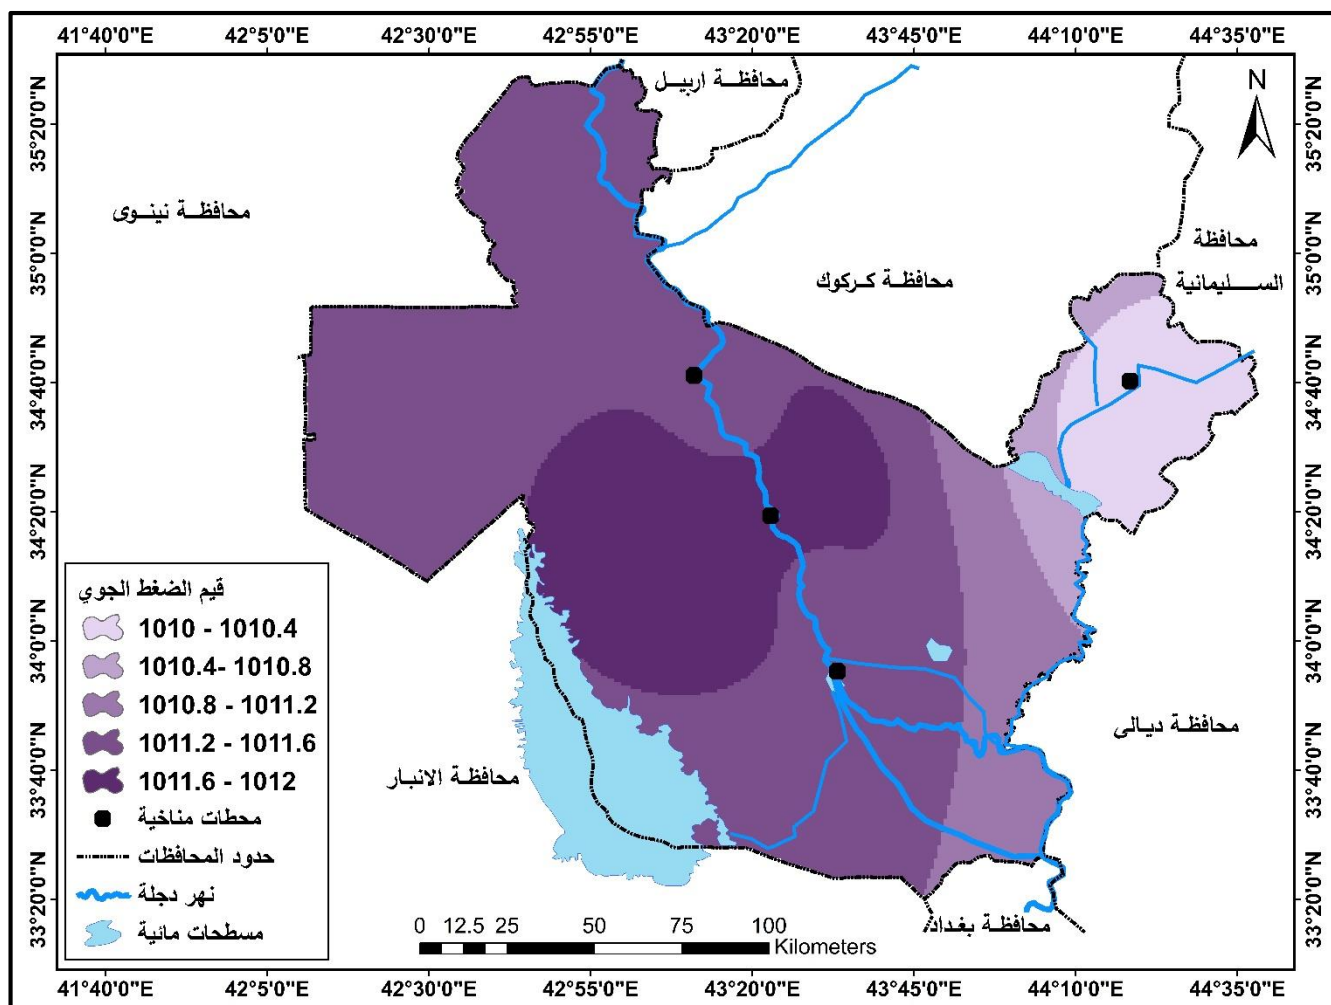 41°40'0"E 42°5'0"E 42°30'0"E 42°55'0"E 43°20'0"E 43°45'0"E 44°10'0"E 44°35'0"E
N
35°20'0"N 35°20'0"N
35°0'0"N 35°0'0"N
34°40'0"N 34°40'0"N
34°20'0"N 34°20'0"N
34°0'0"N 34°0'0"N
33°40'0"N 33°40'0"N
33°20'0"N 33°20'0"N
محافظة اربيل
محافظة نينوى
محافظة
السليمانية
محافظة كركوك
محافظة ديالى
محافظة الانبار
محافظة بغداد
قيم الضغط الجوي
1010 - 1010.4
1010.4- 1010.8
1010.8 - 1011.2
1011.2 - 1011.6
1011.6 - 1012
محطات مناخية
حدود المحافظات
نهر دجلة
مسطحات مائية
0 12.5 25 50 75 100
Kilometers
41°40'0"E 42°5'0"E 42°30'0"E 42°55'0"E 43°20'0"E 43°45'0"E 44°10'0"E 44°35'0"E